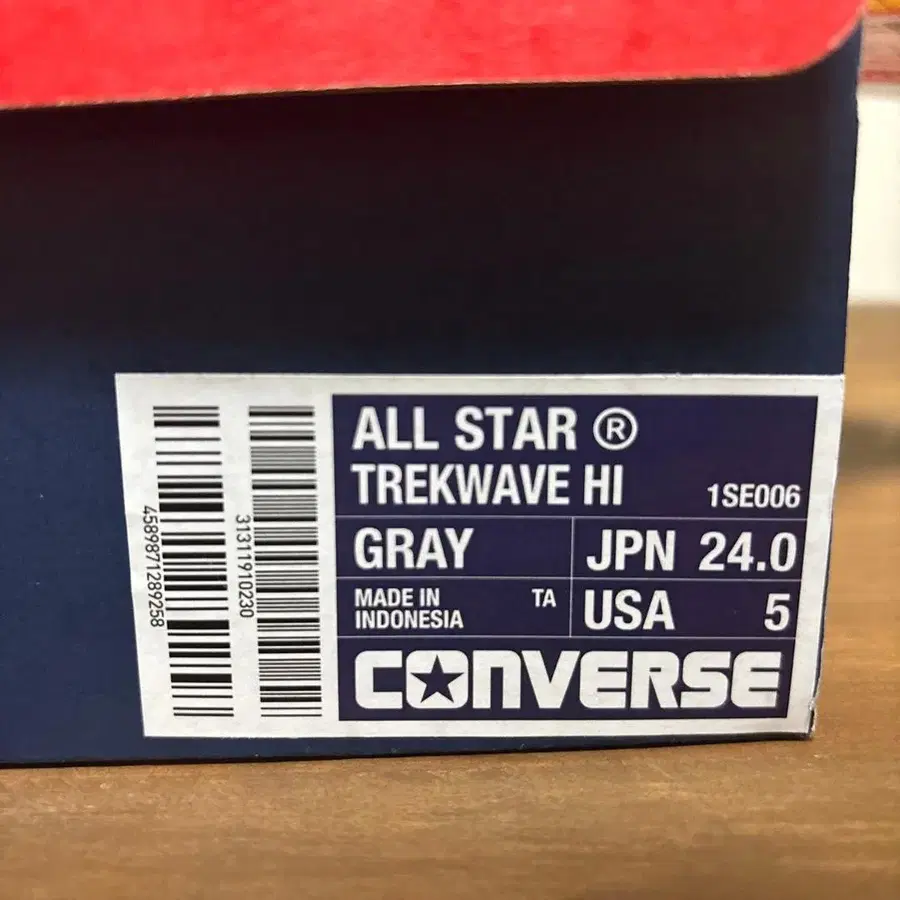 ALL STAR ®
TREKWAVE HI 1SE006
GRAY JPN 24.0
MADE IN INDONESIA TA USA 5
CONVERSE
4589871289258
31311910230